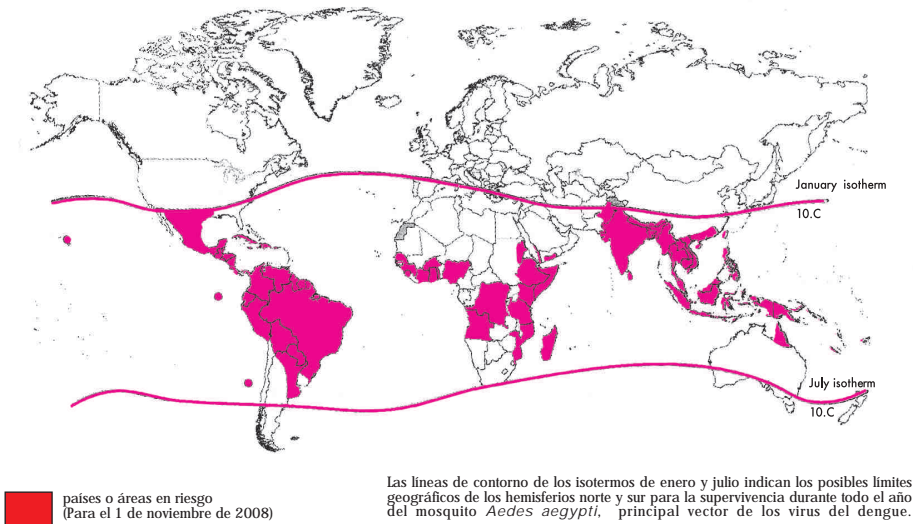 January isotherm
10.C
July isotherm
10.C
países o áreas en riesgo
(Para el 1 de noviembre de 2008)
Las líneas de contorno de los isotermos de enero y julio indican los posibles límites
geográficos de los hemisferios norte y sur para la supervivencia durante todo el año
del mosquito Aedes aegypti, principal vector de los virus del dengue.